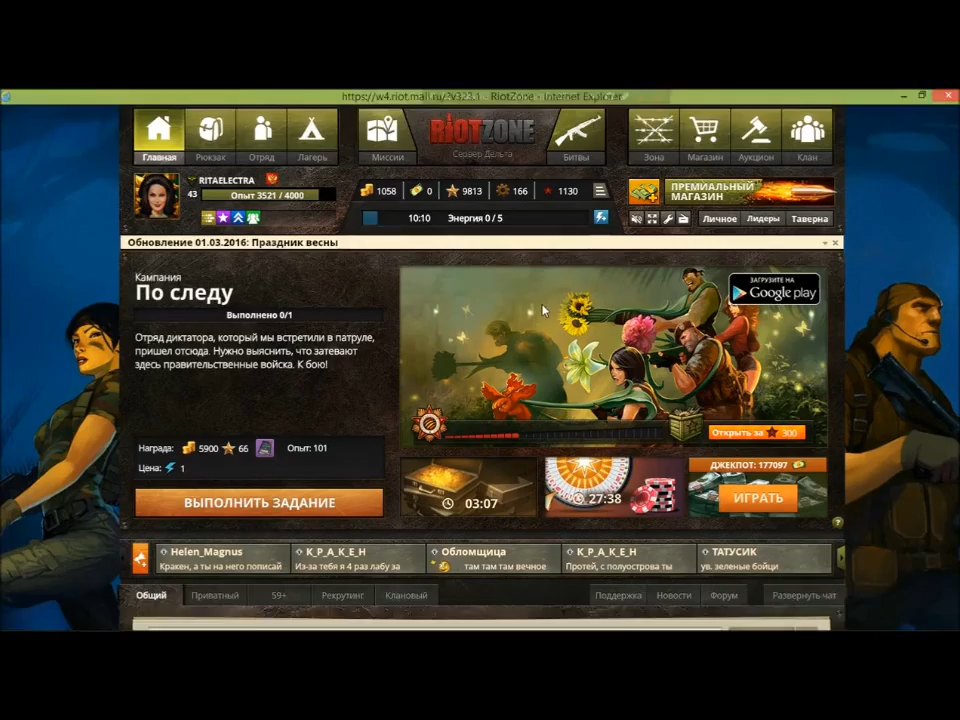 https://w4.riot.mail.ru/?v323.1 - RiotZone - Internet Explorer
Главная
Рюкзак
Отряд
Лагерь
Миссии
RIOTZONE
Сервер Дельта
Битвы
Зона
Магазин
Аукцион
Клан
RITAELECTRA
43
Опыт 3521 / 4000
1058
0
9813
166
1130
ПРЕМИАЛЬНЫЙ
МАГАЗИН
10:10
Энергия 0 / 5
Личное
Лидеры
Таверна
Обновление 01.03.2016: Праздник весны
Кампания
По следу
Выполнено 0/1
Отряд диктатора, который мы встретили в патруле,
пришел отсюда. Нужно выяснить, что затевают
здесь правительственные войска. К бою!
Награда:
5900
66
Опыт: 101
Цена:
1
ВЫПОЛНИТЬ ЗАДАНИЕ
ЗАГРУЗИТЕ НА
Google play
Открыть за
300
03:07
27:38
ДЖЕКПОТ: 177097
ИГРАТЬ
?
Helen_Magnus
Кракен, а ты на него пописай
К_Р_А_К_Е_Н
Из-за тебя я 4 раз лабу за
Обломщица
там там там вечное
К_Р_А_К_Е_Н
Протей, с полуострова ты
ТАТУСИК
ув. зеленые бойци
Общий
Приватный
59+
Рекрутинг
Клановый
Поддержка
Новости
Форум
Развернуть чат